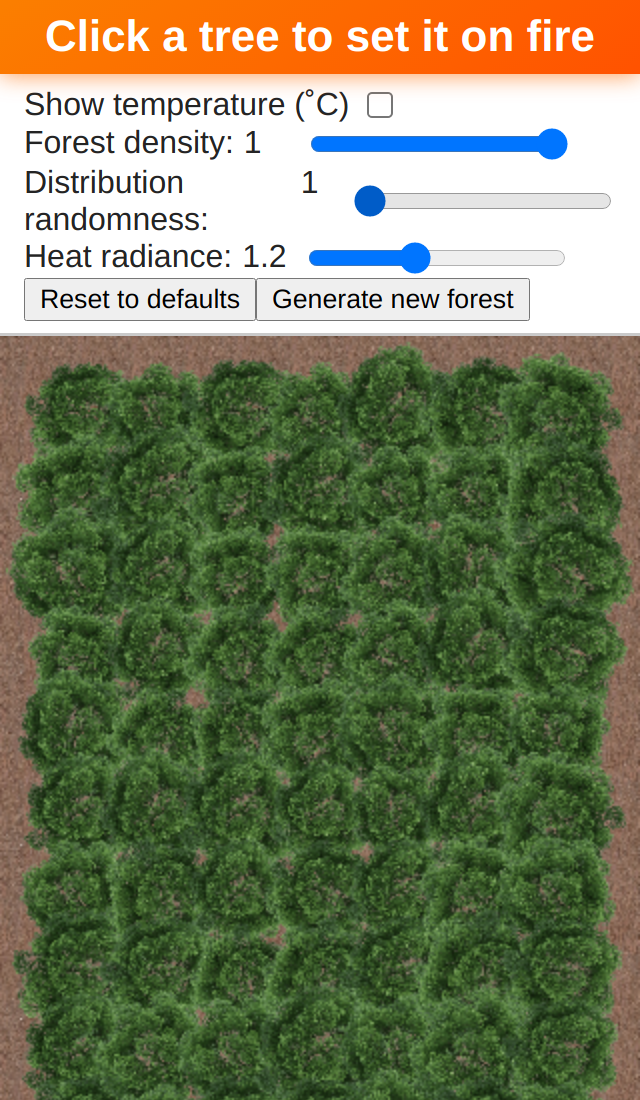 Click a tree to set it on fire
Show temperature (˚C)
Forest density: 1
Distribution randomness: 1
Heat radiance: 1.2
Reset to defaults
Generate new forest